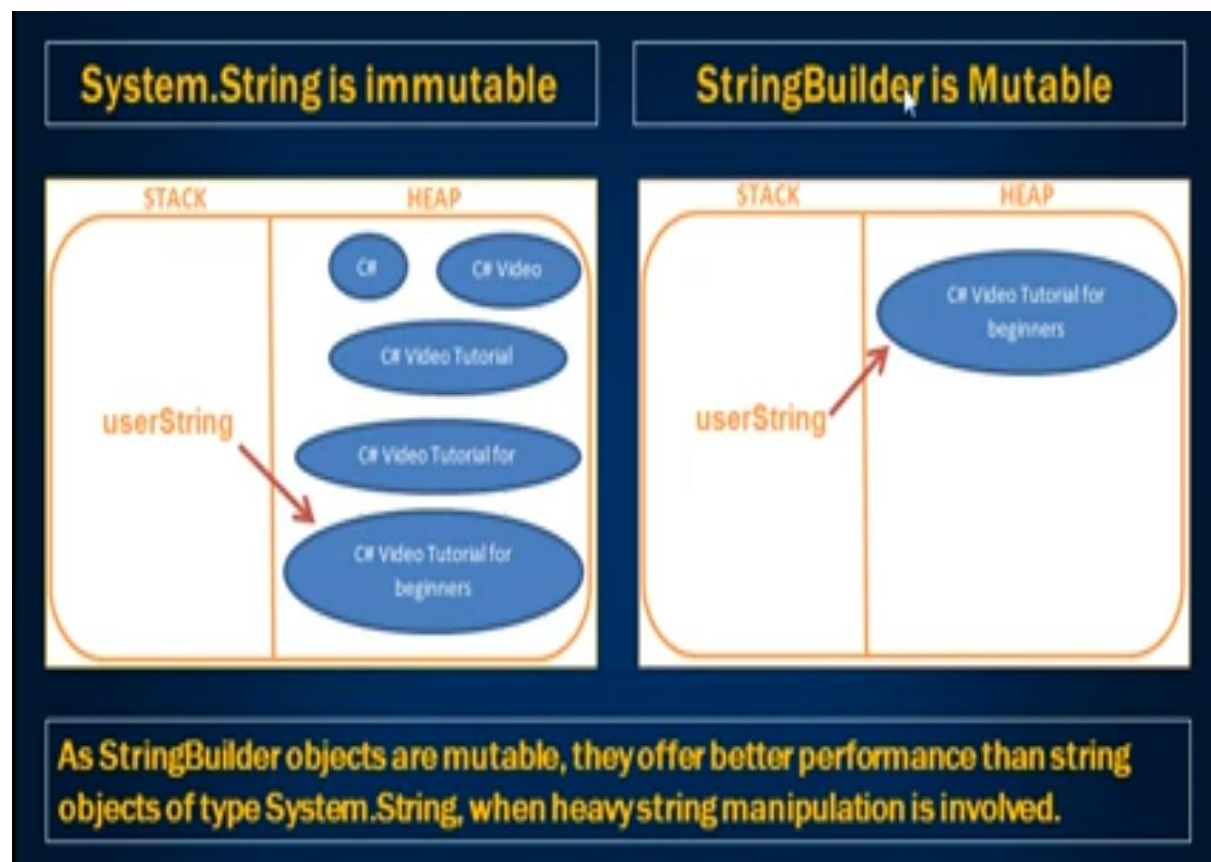 System.String is immutable
StringBuilder is Mutable
STACK
HEAP
C#
C# Video
C# Video Tutorial
userString
C# Video Tutorial for
C# Video Tutorial for
beginners
STACK
HEAP
C# Video Tutorial for
beginners
userString
As StringBuilder objects are mutable, they offer better performance than string
objects of type System.String, when heavy string manipulation is involved.